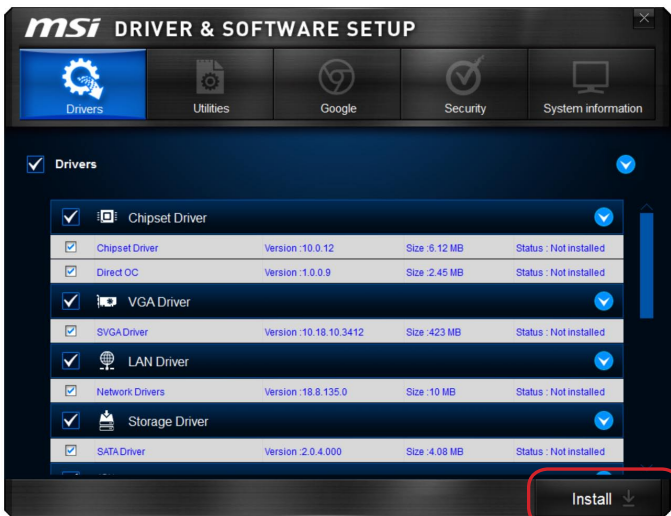 msi DRIVER & SOFTWARE SETUP
Drivers Utilities Google Security System information
Drivers
Chipset Driver
Chipset Driver Version :10.0.12 Size :6.12 MB Status : Not installed
Direct OC Version :1.0.0.9 Size :2.45 MB Status : Not installed
VGA Driver
SVGADriver Version :10.18.10.3412 Size :423 MB Status : Not installed
LAN Driver
Network Drivers Version :18.8.135.0 Size :10 MB Status : Not installed
Storage Driver
SATADriver Version :2.0.4.000 Size :4.08 MB Status : Not installed
Install